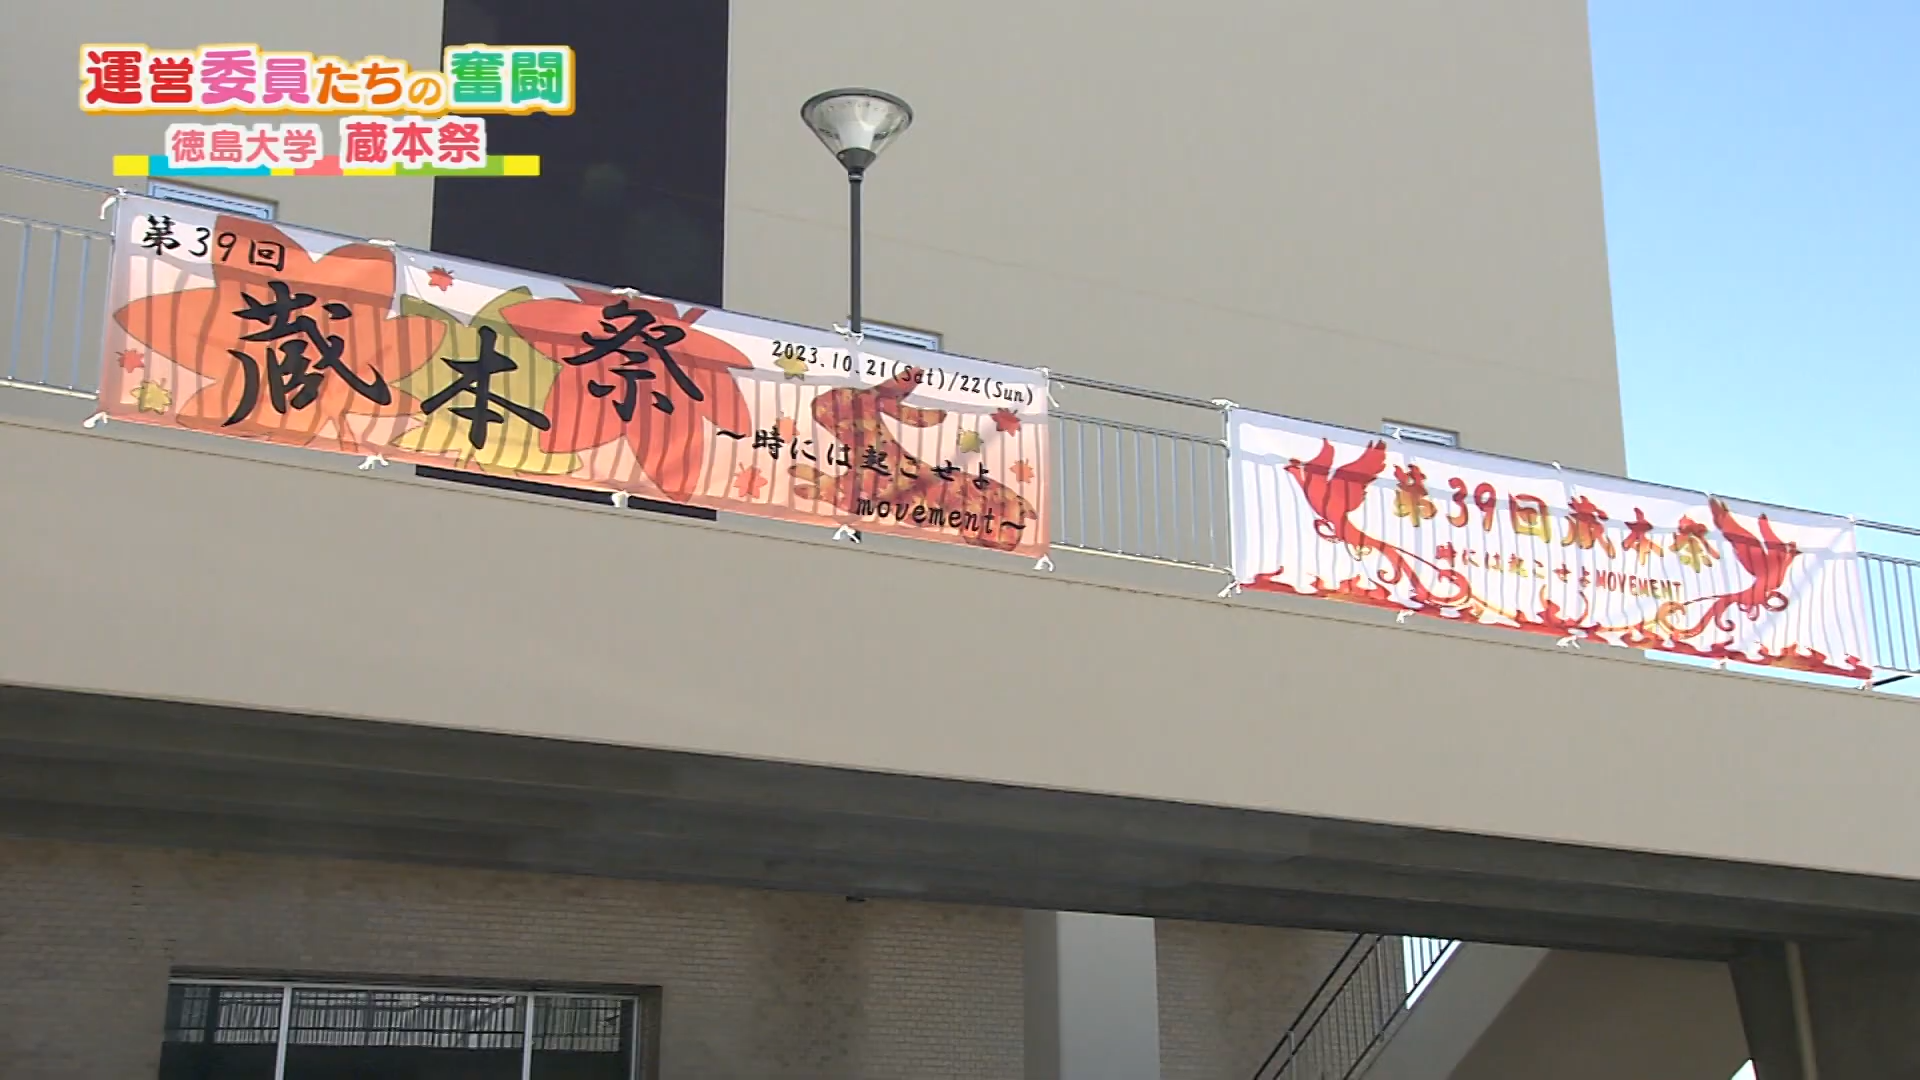 運営委員たちの奮闘
徳島大学 蔵本祭
第39回
蔵本祭
2023.10.21(Sat)/22(Sun)
～時には起こせよ
movement～
第39回蔵本祭
時には起こせよMOVEMENT